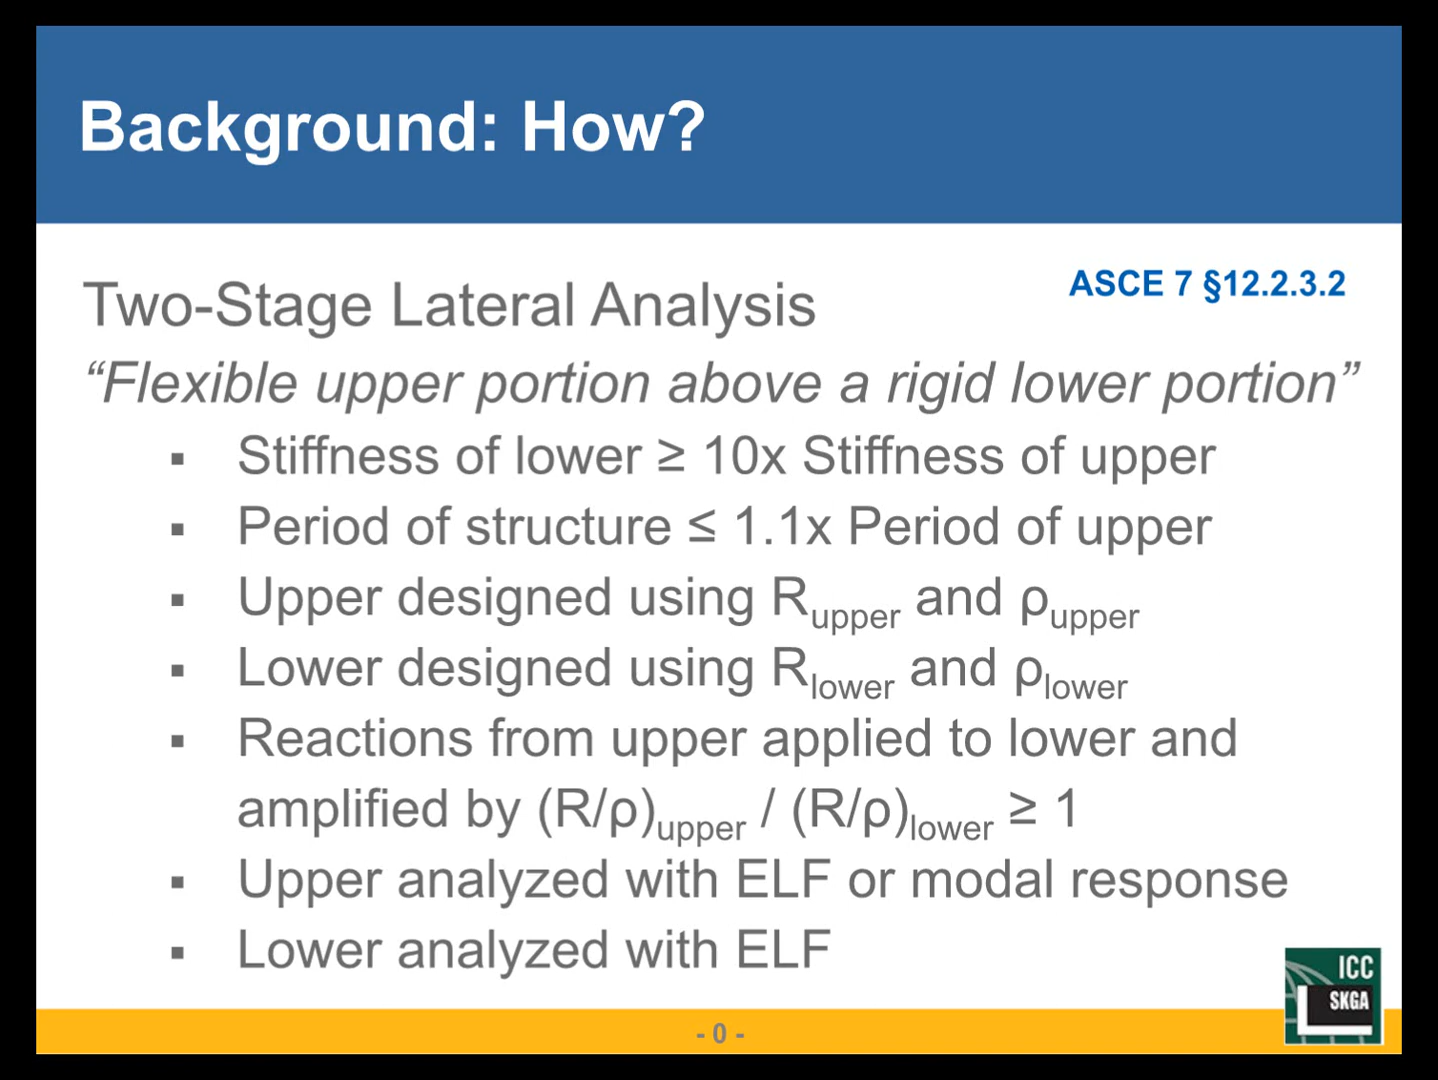 Background: How?
ASCE 7 §12.2.3.2
Two-Stage Lateral Analysis
“Flexible upper portion above a rigid lower portion”
▪ Stiffness of lower ≥ 10x Stiffness of upper
▪ Period of structure ≤ 1.1x Period of upper
▪ Upper designed using Rupper and ρupper
▪ Lower designed using Rlower and ρlower
▪ Reactions from upper applied to lower and
amplified by (R/ρ)upper / (R/ρ)lower ≥ 1
▪ Upper analyzed with ELF or modal response
▪ Lower analyzed with ELF
ICC
SKGA
- 0 -